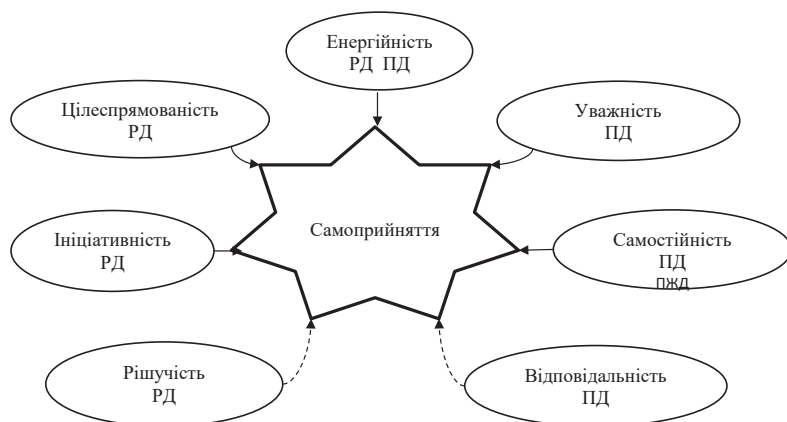 Енергійність
РД ПД
Цілеспрямованість
РД
Уважність
ПД
Самоприйняття
Ініціативність
РД
Самостійність
ПД
ПЖД
Рішучість
РД
Відповідальність
ПД